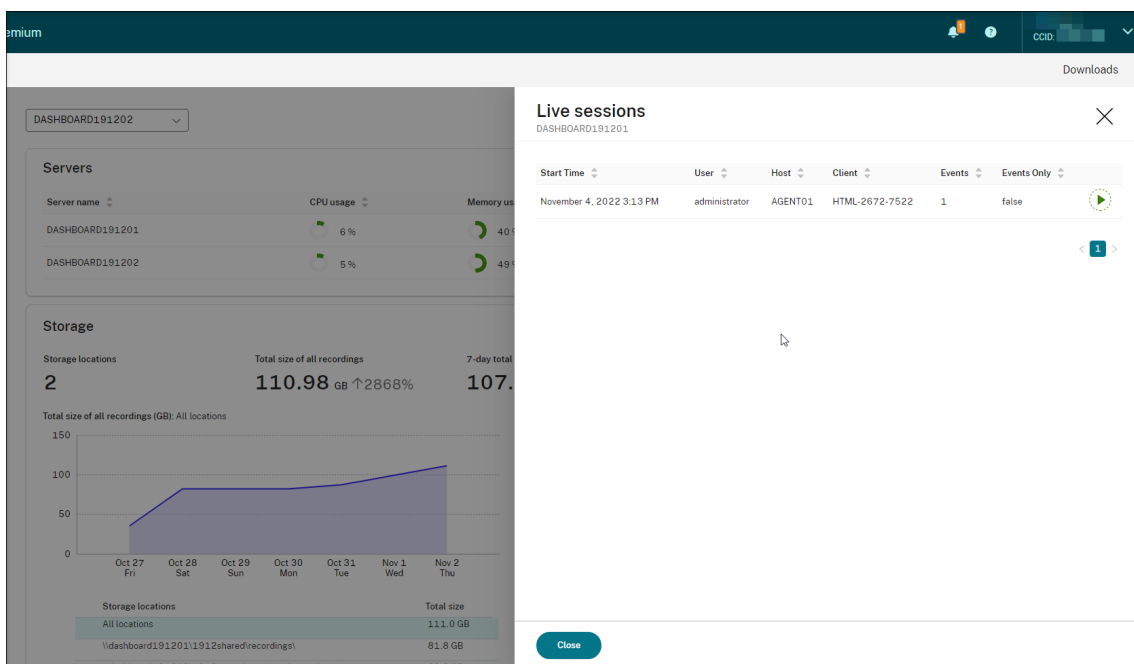 emium
1
?
CCID:
Downloads
DASHBOARD191202
Servers
Server name CPU usage Memory us
DASHBOARD191201 6 % 40 %
DASHBOARD191202 5 % 49 %
Storage
Storage locations Total size of all recordings 7-day total
2 110.98 GB ↑2868% 107.
Total size of all recordings (GB): All locations
150
100
50
0
Oct 27 Oct 28 Oct 29 Oct 30 Oct 31 Nov 1 Nov 2
Fri Sat Sun Mon Tue Wed Thu
Storage locations Total size
All locations 111.0 GB
\\dashboard191201\1912shared\recordings\ 81.8 GB
Live sessions
DASHBOARD191201
Start Time User Host Client Events Events Only
November 4, 2022 3:13 PM administrator AGENT01 HTML-2672-7522 1 false
< 1 >
Close